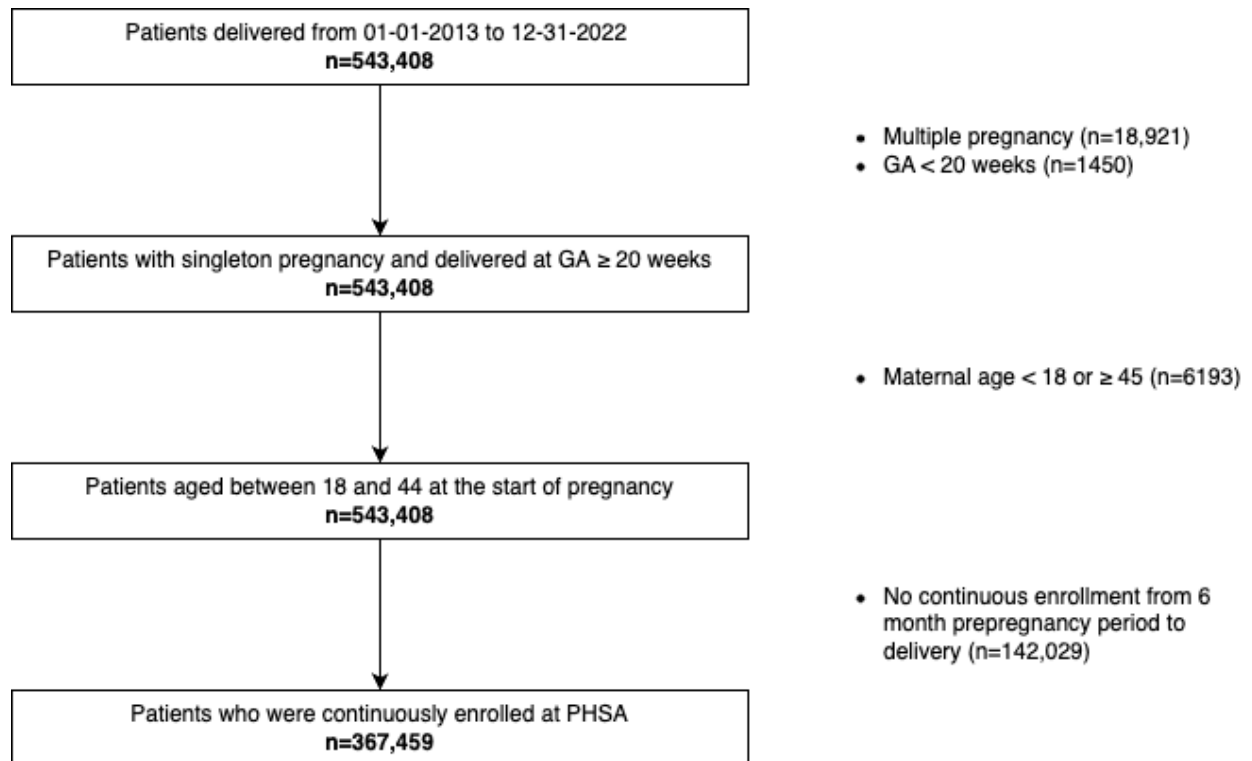 Patients delivered from 01-01-2013 to 12-31-2022
n=543,408
• Multiple pregnancy (n=18,921)
• GA < 20 weeks (n=1450)
Patients with singleton pregnancy and delivered at GA ≥ 20 weeks
n=543,408
• Maternal age < 18 or ≥ 45 (n=6193)
Patients aged between 18 and 44 at the start of pregnancy
n=543,408
• No continuous enrollment from 6
month prepregnancy period to
delivery (n=142,029)
Patients who were continuously enrolled at PHSA
n=367,459